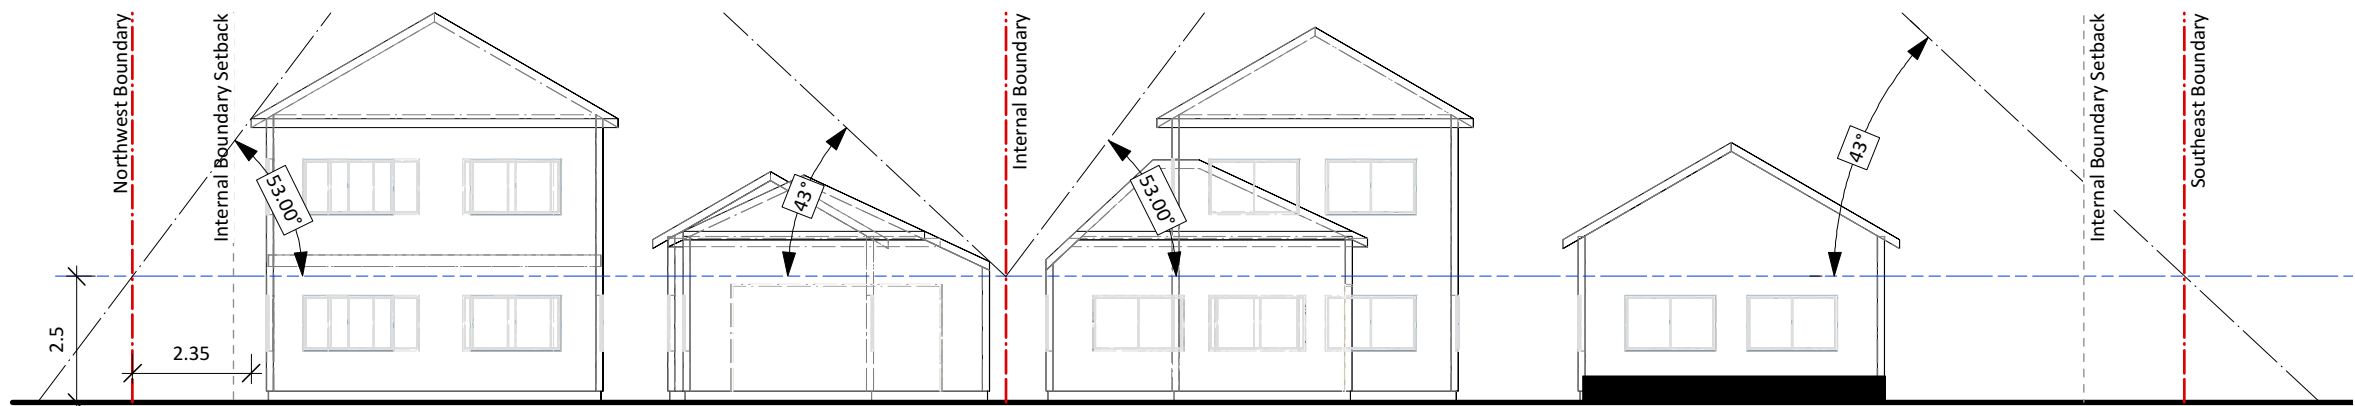 Northwest Boundary
Internal Boundary Setback
53.00°
2.5
2.35
43°
Internal Boundary
53.00°
43°
Internal Boundary Setback
Southeast Boundary